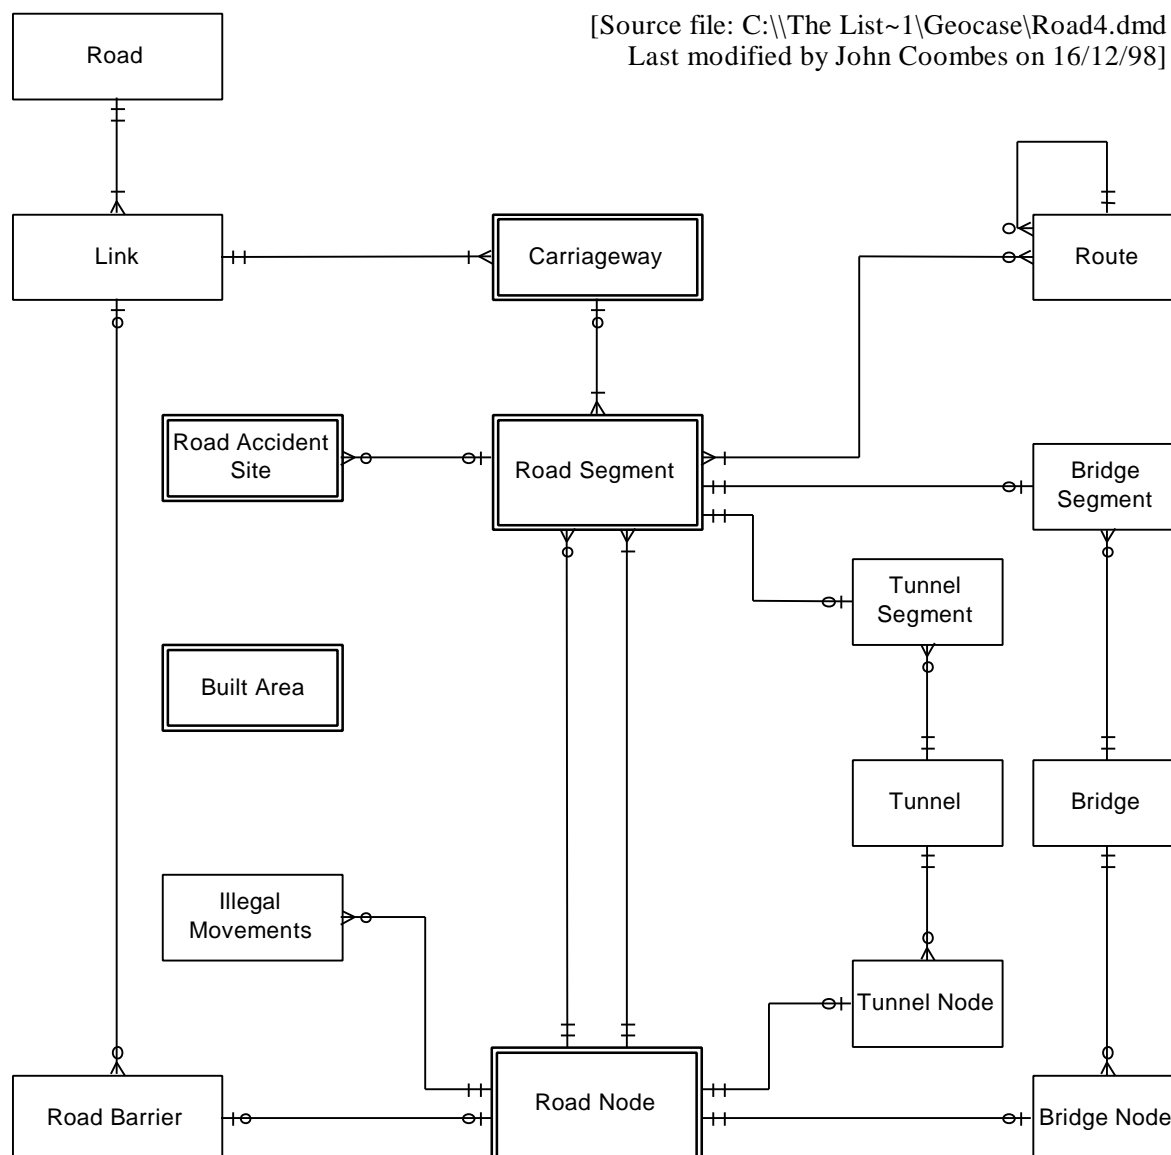 [Source file: C:\\The List~1\Geocase\Road4.dmd
Last modified by John Coombes on 16/12/98]
Road
Link
Carriageway
Route
Road Accident
Site
Road Segment
Bridge
Segment
Tunnel
Segment
Built Area
Tunnel
Bridge
Illegal
Movements
Tunnel Node
Road Barrier
Road Node
Bridge Node